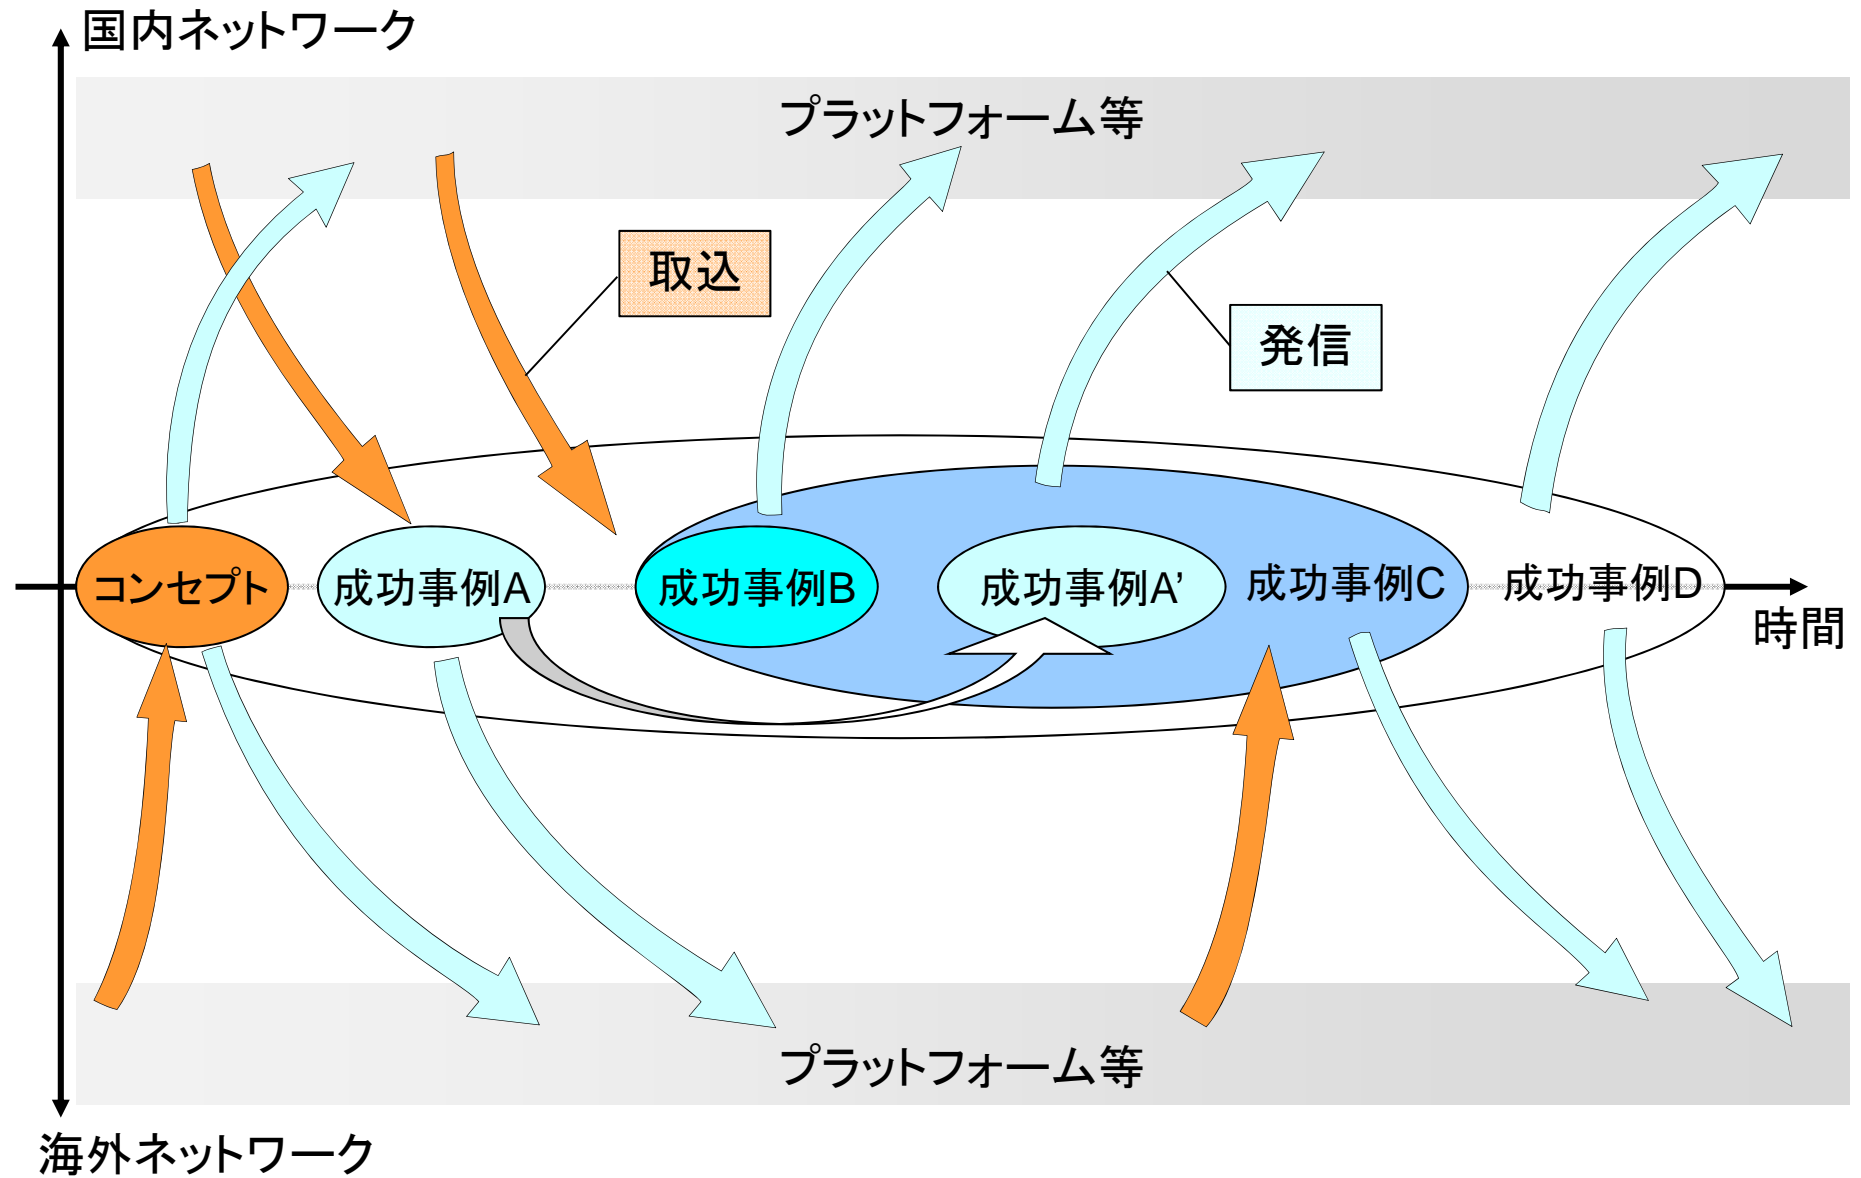 国内ネットワーク
プラットフォーム等
取込
発信
コンセプト
成功事例A
成功事例B
成功事例A’
成功事例C
成功事例D
時間
プラットフォーム等
海外ネットワーク